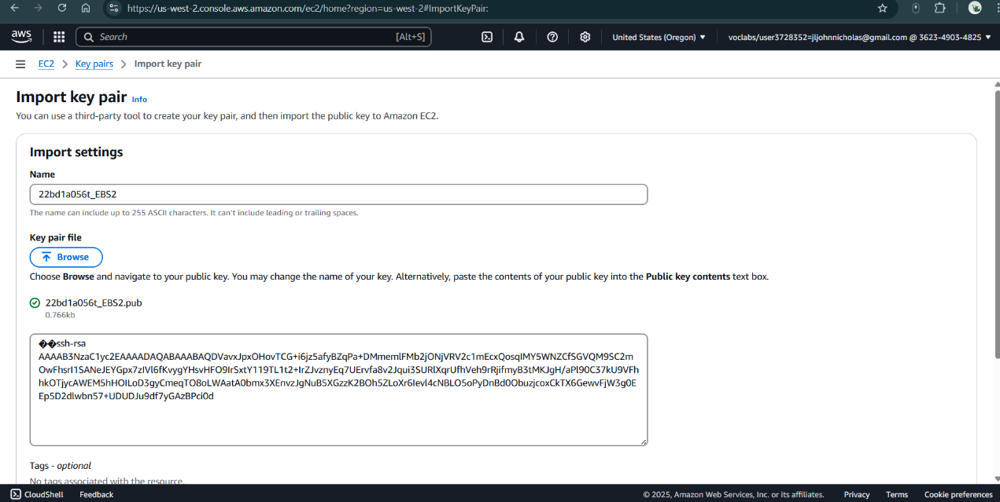 https://us-west-2.console.aws.amazon.com/ec2/home?region=us-west-2#ImportKeyPair:
aws
Search
[Alt+S]
United States (Oregon)
voclabs/user3728352=jljohnnicholas@gmail.com @ 3623-4903-4825
EC2 > Key pairs > Import key pair
Import key pair Info
You can use a third-party tool to create your key pair, and then import the public key to Amazon EC2.
Import settings
Name
22bd1a056t_EBS2
The name can include up to 255 ASCII characters. It can't include leading or trailing spaces.
Key pair file
Browse
Choose Browse and navigate to your public key. You may change the name of your key. Alternatively, paste the contents of your public key into the Public key contents text box.
22bd1a056t_EBS2.pub
0.766kb
��ssh-rsa
AAAAB3NzaC1yc2EAAAADAQABAAABAQDVavxJpxOHovTCG+i6jz5afyBZqPa+DMmemlFMb2jONjVRV2c1mEcxQosqIMY5WNZCfSGVQM9SC2m
OwFhsrI1SANeJEYGpx7zIVl6fKvygYHsvHFO9IrSxtY119TL1t2+IrZJvznyEq7UErvfa8v2Jqui3SURlXqrUfhVeh9rRjifmyB3tMKJgH/aPl90C37kU9VFh
hkOTjycAWEM5hHOILoD3gyCmeqTO8oLWAatA0bmx3XEnvzJgNuB5XGzzK2BOh5ZLoXr6Ievl4cNBLO5oPyDnBd0ObuzjcoxCkTX6GewvFjW3g0E
Ep5D2dlwbn57+UDUDJu9df7yGAzBPci0d
Tags - optional
No tags associated with the resource.
CloudShell
Feedback
© 2025, Amazon Web Services, Inc. or its affiliates.
Privacy
Terms
Cookie preferences